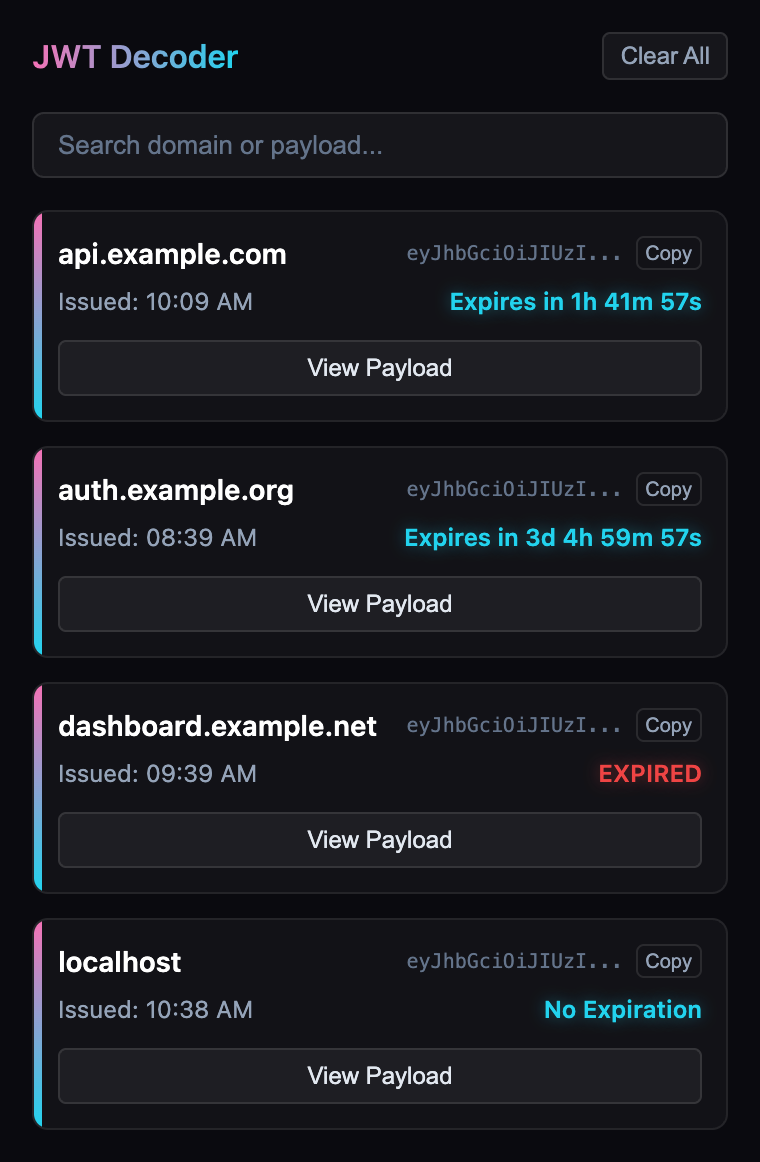 JWT Decoder
Clear All
Search domain or payload...
api.example.com
eyJhbGciOiJIUzI...
Copy
Issued: 10:09 AM
Expires in 1h 41m 57s
View Payload
auth.example.org
eyJhbGciOiJIUzI...
Copy
Issued: 08:39 AM
Expires in 3d 4h 59m 57s
View Payload
dashboard.example.net
eyJhbGciOiJIUzI...
Copy
Issued: 09:39 AM
EXPIRED
View Payload
localhost
eyJhbGciOiJIUzI...
Copy
Issued: 10:38 AM
No Expiration
View Payload